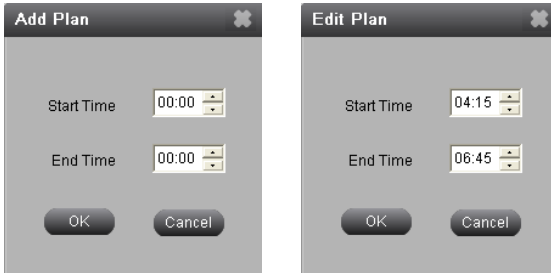 Add Plan
Start Time 00:00
End Time 00:00
OK Cancel
Edit Plan
Start Time 04:15
End Time 06:45
OK Cancel